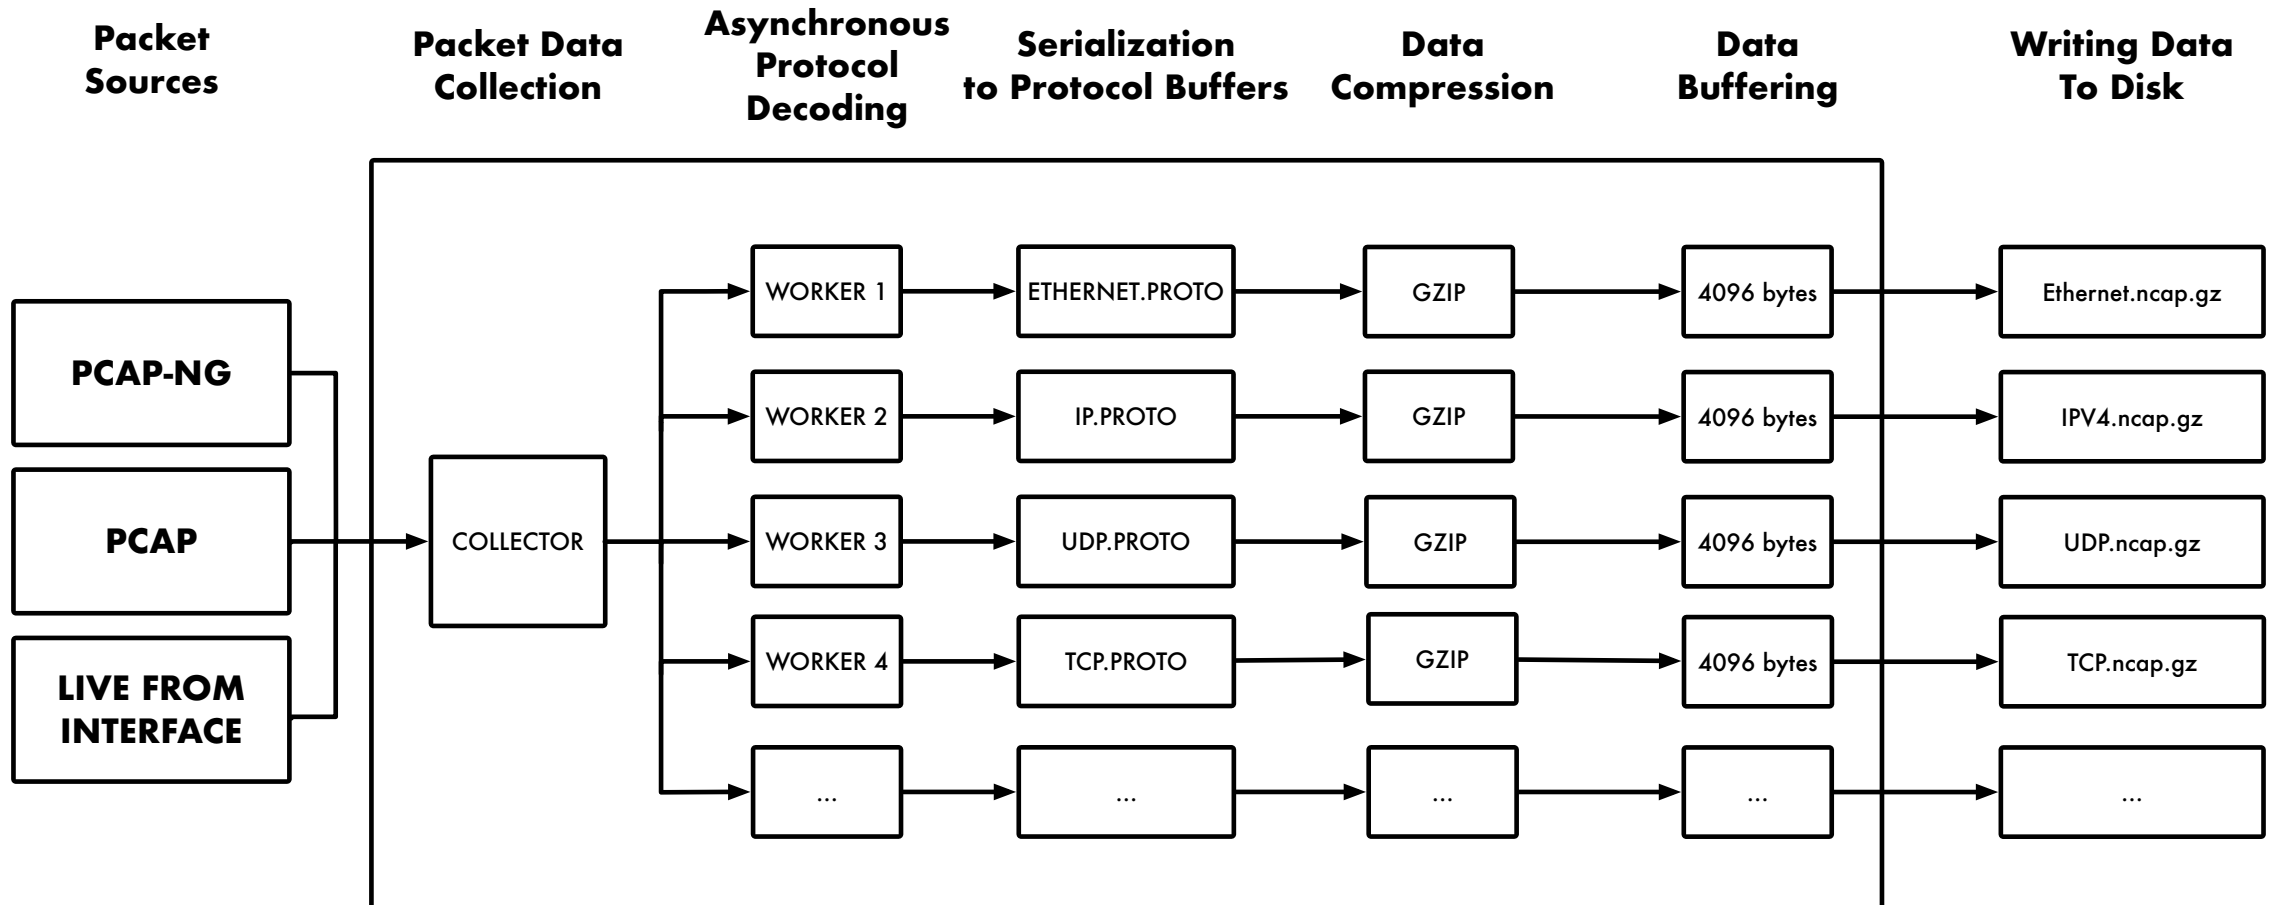 Packet
Sources
Packet Data
Collection
Asynchronous
Protocol
Decoding
Serialization
to Protocol Buffers
Data
Compression
Data
Buffering
Writing Data
To Disk
PCAP-NG
PCAP
LIVE FROM
INTERFACE
COLLECTOR
WORKER 1
ETHERNET.PROTO
GZIP
4096 bytes
Ethernet.ncap.gz
WORKER 2
IP.PROTO
GZIP
4096 bytes
IPV4.ncap.gz
WORKER 3
UDP.PROTO
GZIP
4096 bytes
UDP.ncap.gz
WORKER 4
TCP.PROTO
GZIP
4096 bytes
TCP.ncap.gz
...
...
...
...
...